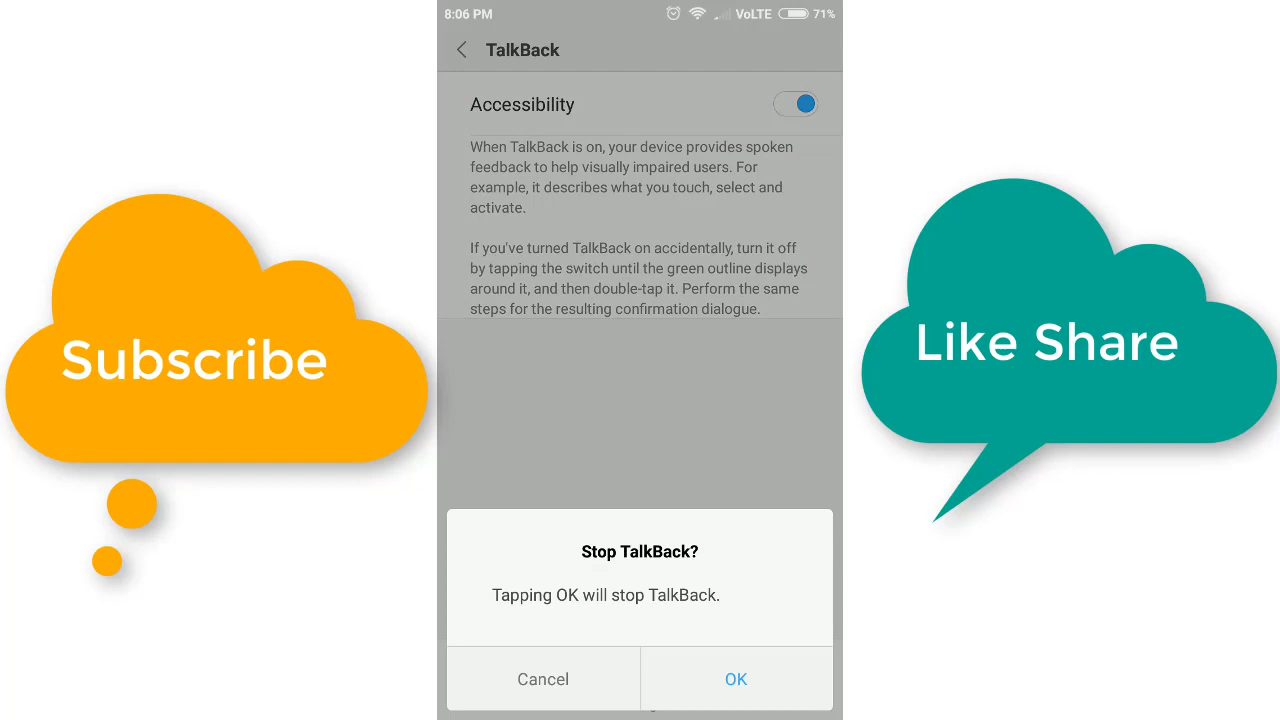 8:06 PM VoLTE 71%
TalkBack
Accessibility
When TalkBack is on, your device provides spoken
feedback to help visually impaired users. For
example, it describes what you touch, select and
activate.
If you've turned TalkBack on accidentally, turn it off
by tapping the switch until the green outline displays
around it, and then double-tap it. Perform the same
steps for the resulting confirmation dialogue.
Subscribe
Like Share
Stop TalkBack?
Tapping OK will stop TalkBack.
Cancel OK